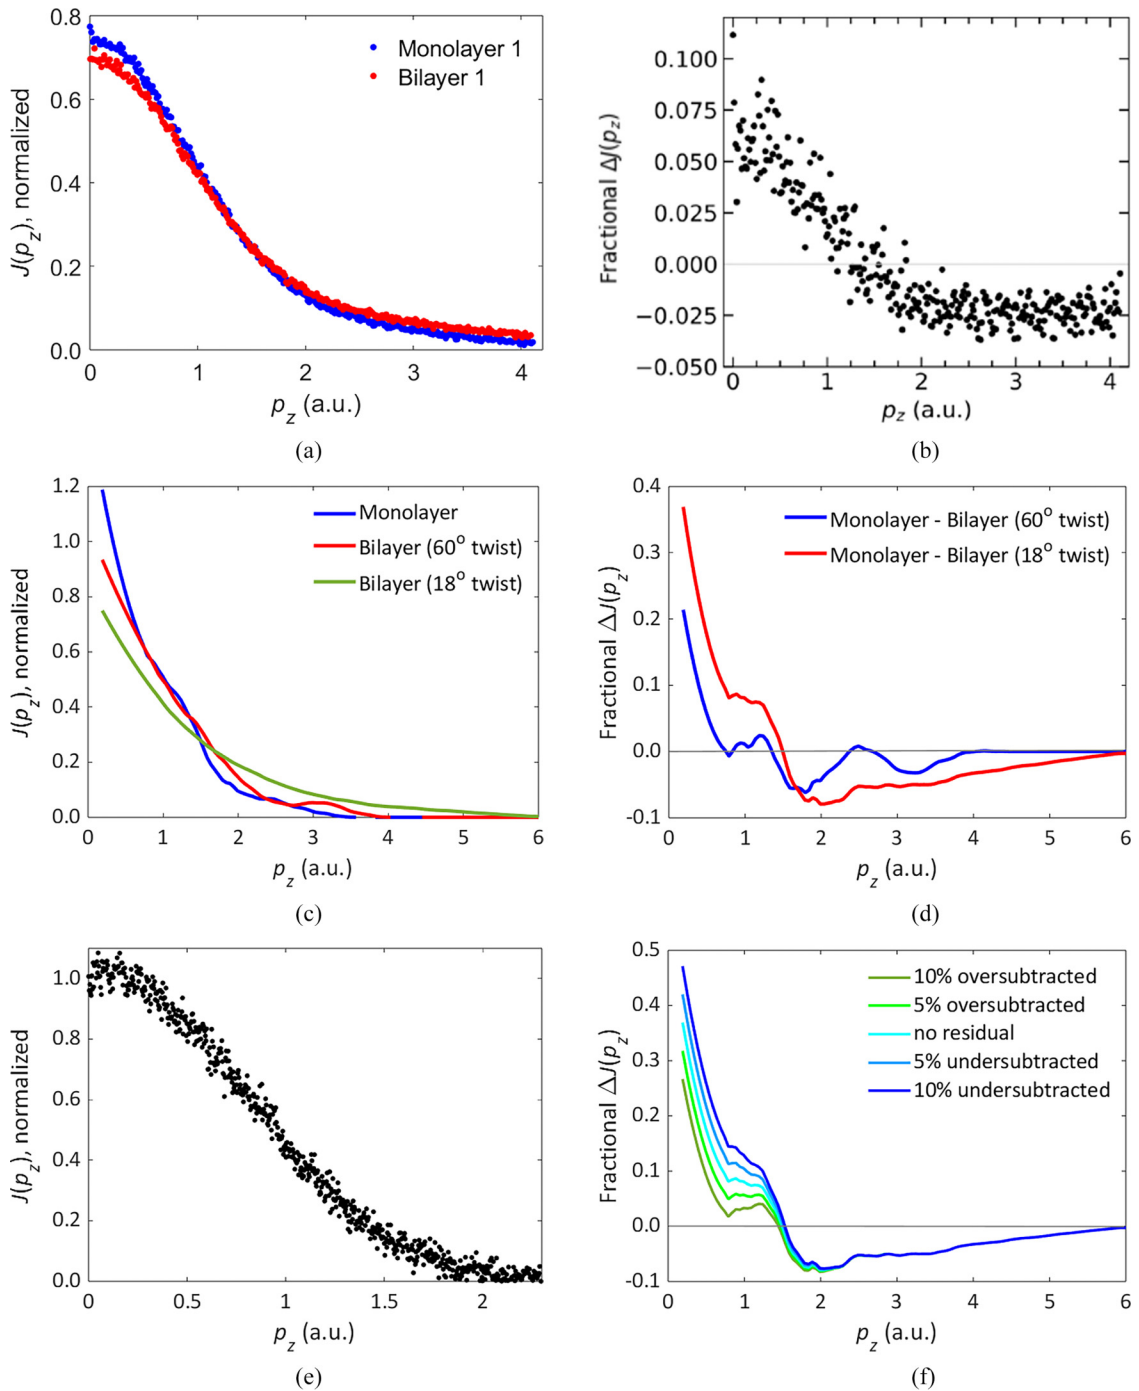 0.8
0.6
0.4
0.2
0.0
J(p_z), normalized
Monolayer 1
Bilayer 1
0 1 2 3 4
p_z (a.u.)
(a)
0.100
0.075
0.050
0.025
0.000
−0.025
−0.050
Fractional ΔJ(p_z)
0 1 2 3 4
p_z (a.u.)
(b)
1.2
1.0
0.8
0.6
0.4
0.2
0.0
J(p_z), normalized
Monolayer
Bilayer (60° twist)
Bilayer (18° twist)
0 1 2 3 4 5 6
p_z (a.u.)
(c)
0.4
0.3
0.2
0.1
0.0
-0.1
Fractional ΔJ(p_z)
Monolayer - Bilayer (60° twist)
Monolayer - Bilayer (18° twist)
0 1 2 3 4 5 6
p_z (a.u.)
(d)
1.0
0.8
0.6
0.4
0.2
0.0
J(p_z), normalized
0 0.5 1 1.5 2
p_z (a.u.)
(e)
0.5
0.4
0.3
0.2
0.1
0.0
-0.1
Fractional ΔJ(p_z)
10% oversubtracted
5% oversubtracted
no residual
5% undersubtracted
10% undersubtracted
0 1 2 3 4 5 6
p_z (a.u.)
(f)